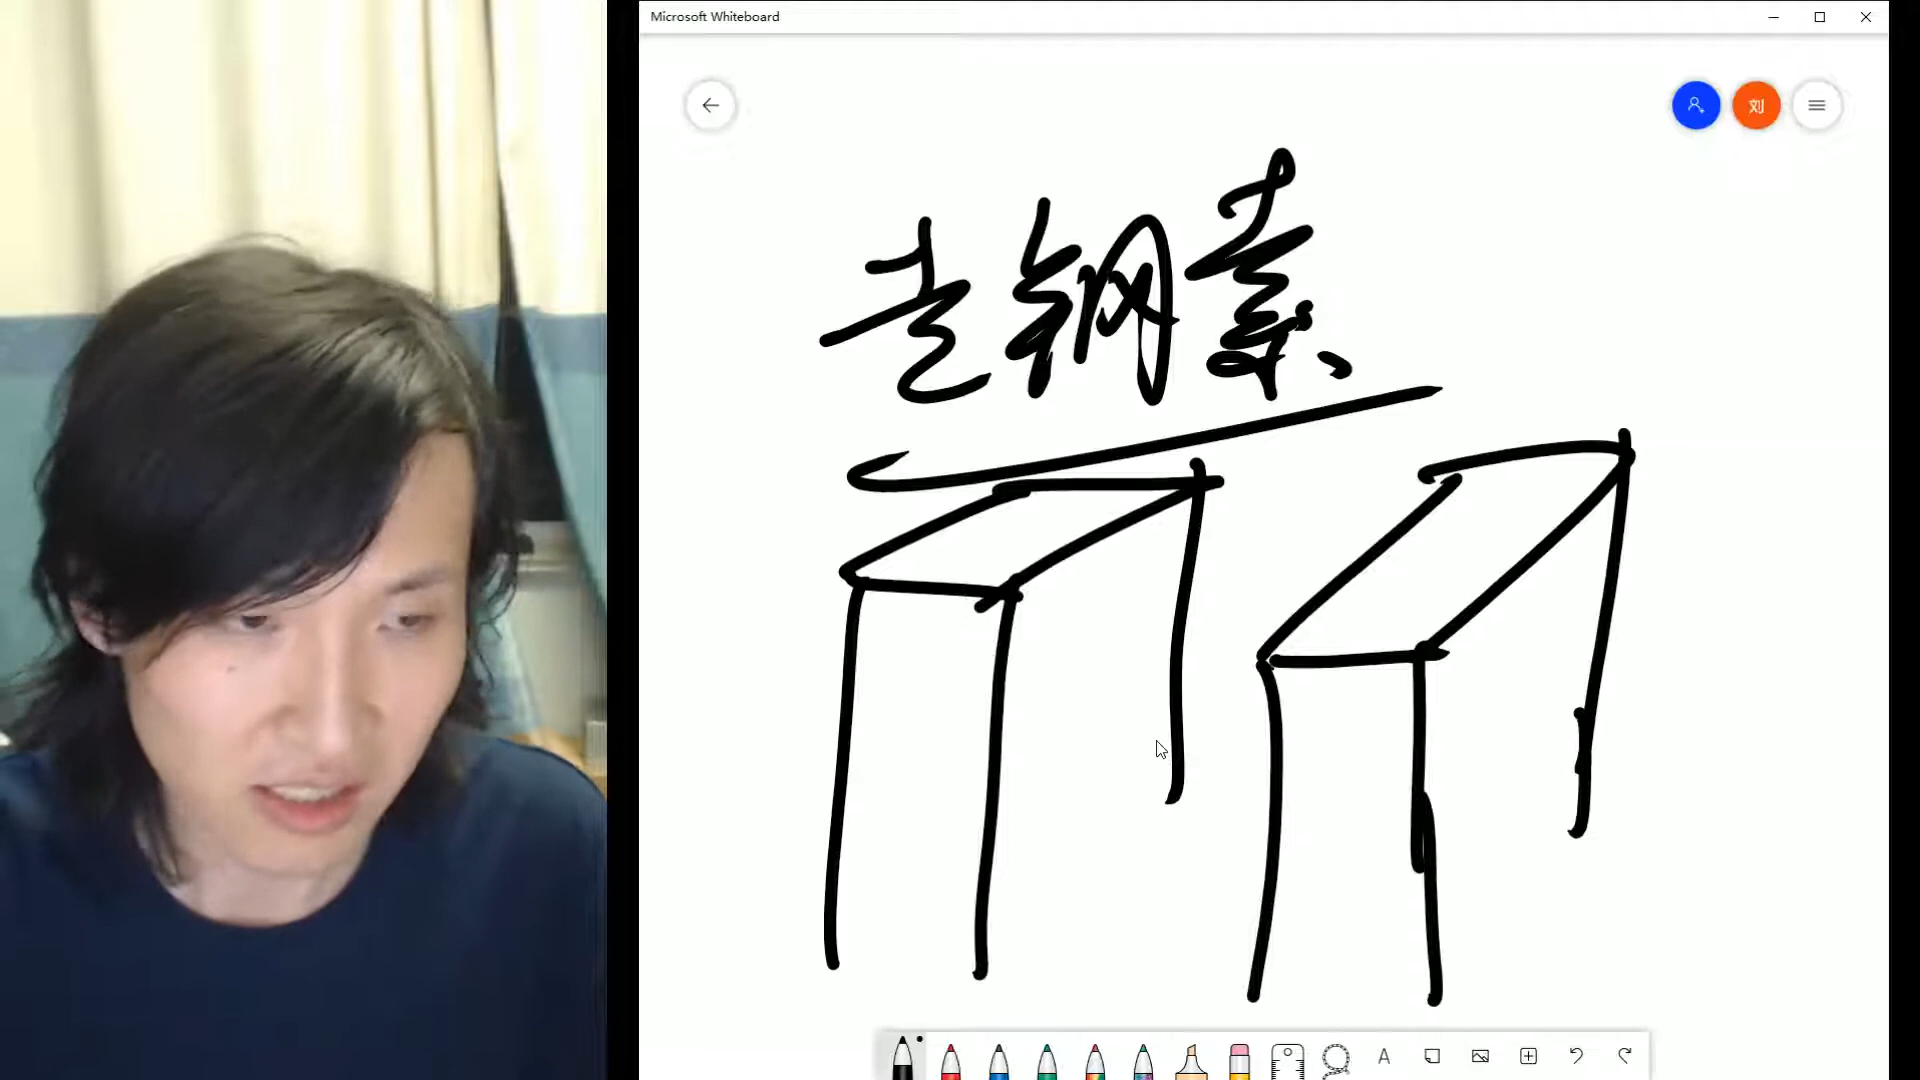 Microsoft Whiteboard
刘
走钢索
A